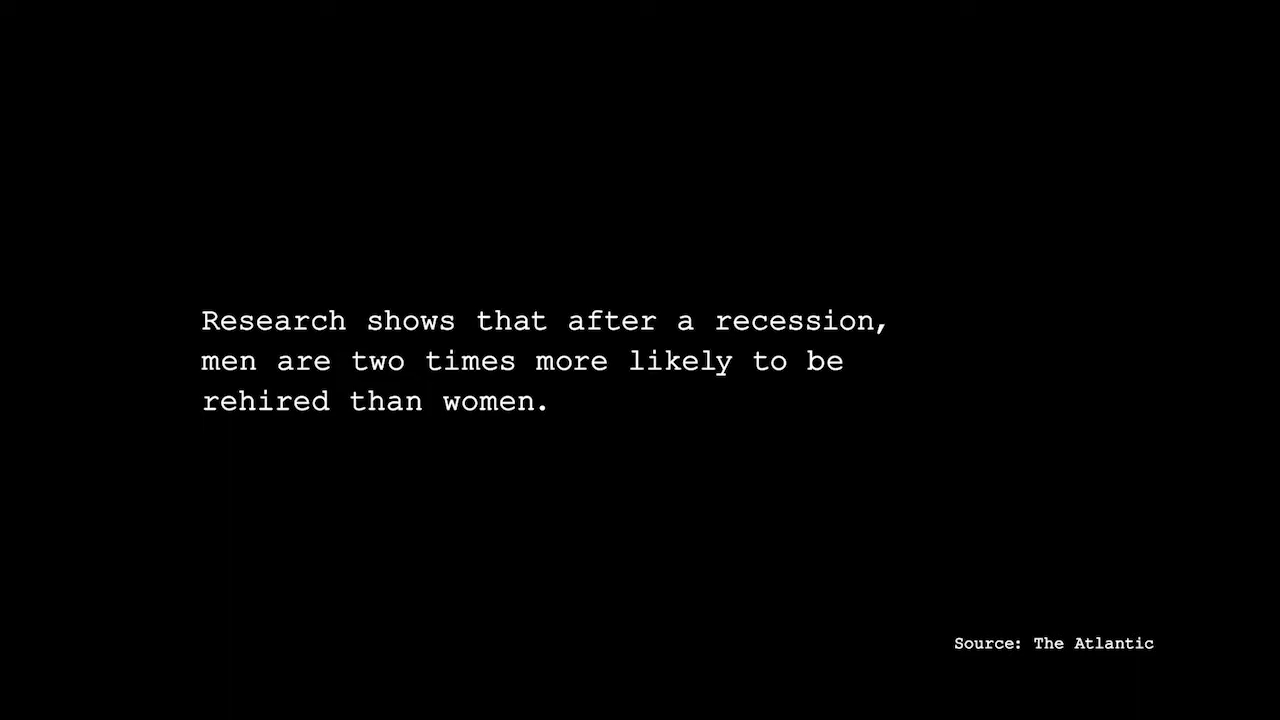 Research shows that after a recession,
men are two times more likely to be
rehired than women.
Source: The Atlantic